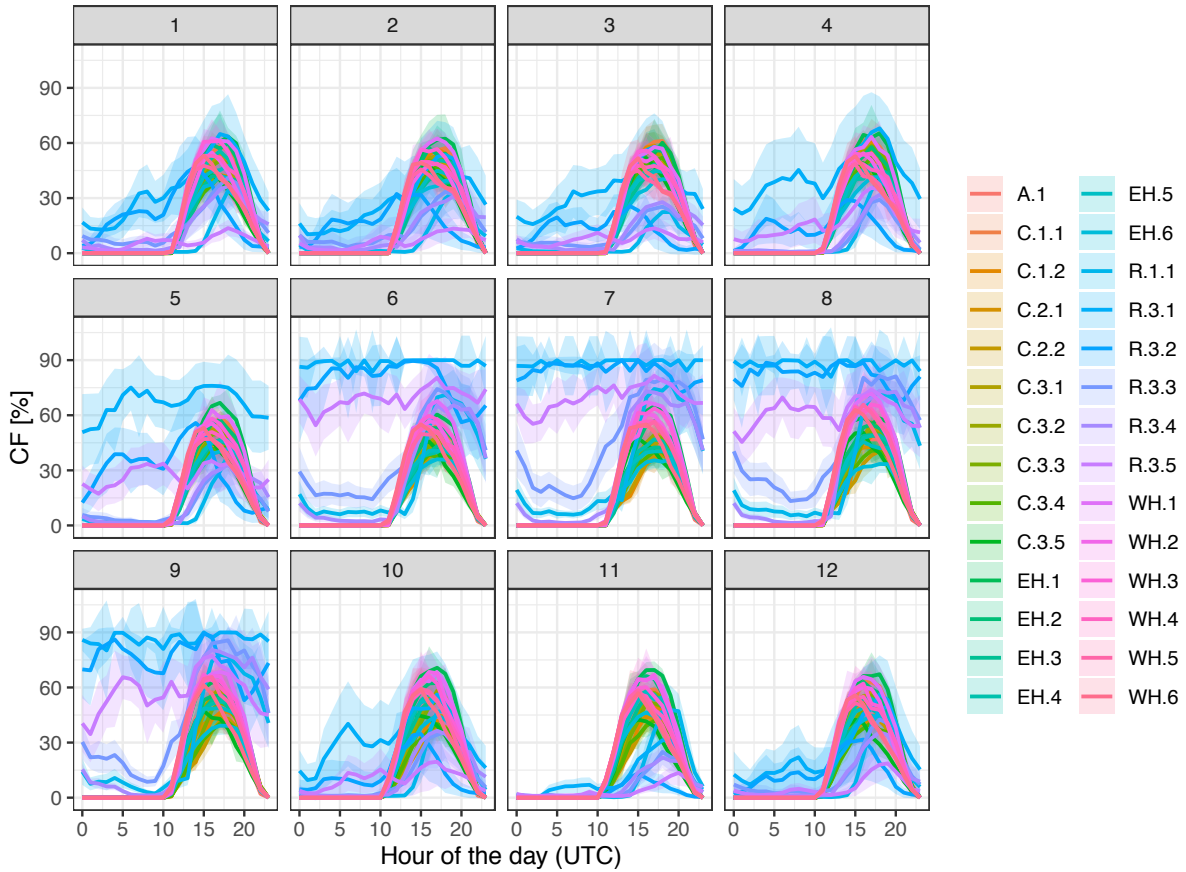 1 2 3 4
90
60
30
0
5 6 7 8
90
60
30
0
CF [%]
9 10 11 12
90
60
30
0
0 5 10 15 20 0 5 10 15 20 0 5 10 15 20 0 5 10 15 20
Hour of the day (UTC)
A.1
C.1.1
C.1.2
C.2.1
C.2.2
C.3.1
C.3.2
C.3.3
C.3.4
C.3.5
EH.1
EH.2
EH.3
EH.4
EH.5
EH.6
R.1.1
R.3.1
R.3.2
R.3.3
R.3.4
R.3.5
WH.1
WH.2
WH.3
WH.4
WH.5
WH.6